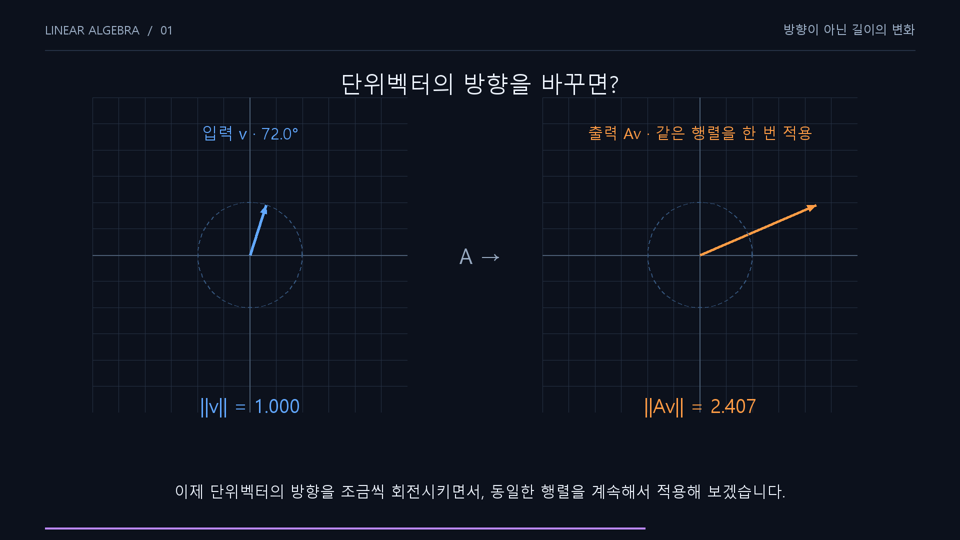 LINEAR ALGEBRA / 01
방향이 아닌 길이의 변화
단위벡터의 방향을 바꾸면?
입력 v · 72.0°
출력 Av · 같은 행렬을 한 번 적용
A →
||v|| = 1.000
||Av|| = 2.407
이제 단위벡터의 방향을 조금씩 회전시키면서, 동일한 행렬을 계속해서 적용해 보겠습니다.